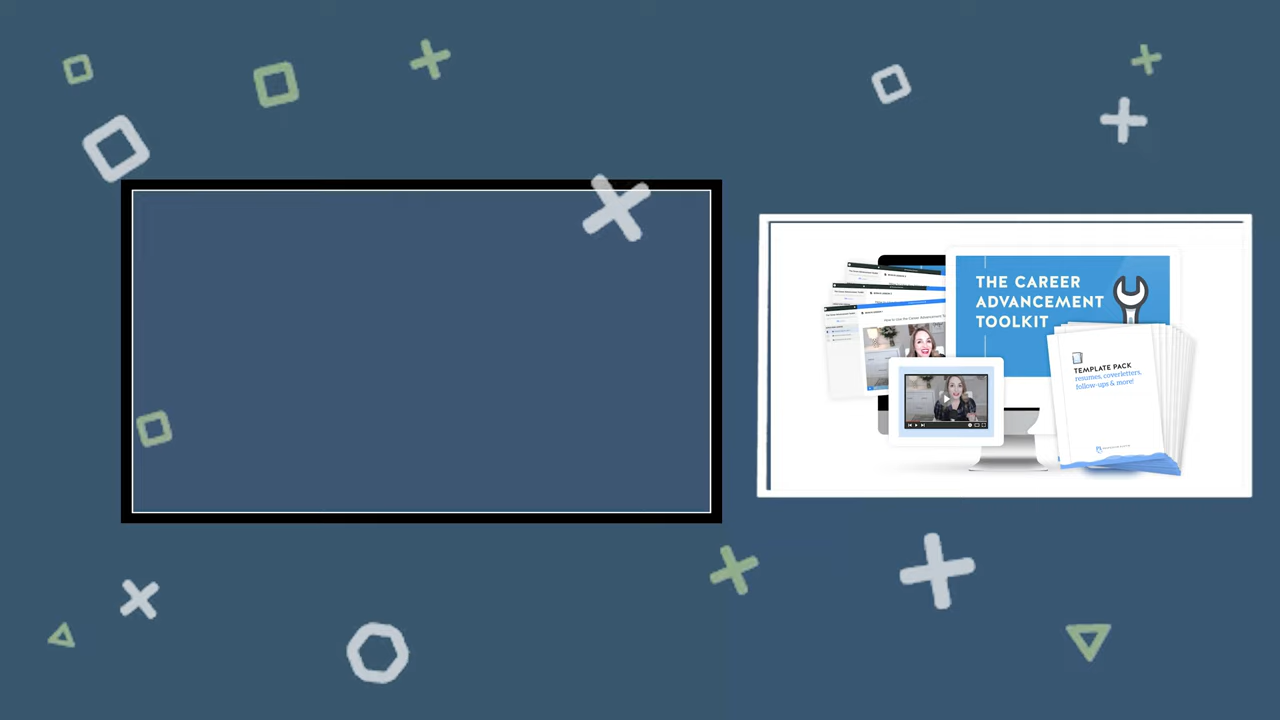 THE CAREER
ADVANCEMENT
TOOLKIT
TEMPLATE PACK
resumes, coverletters,
follow-ups & more!